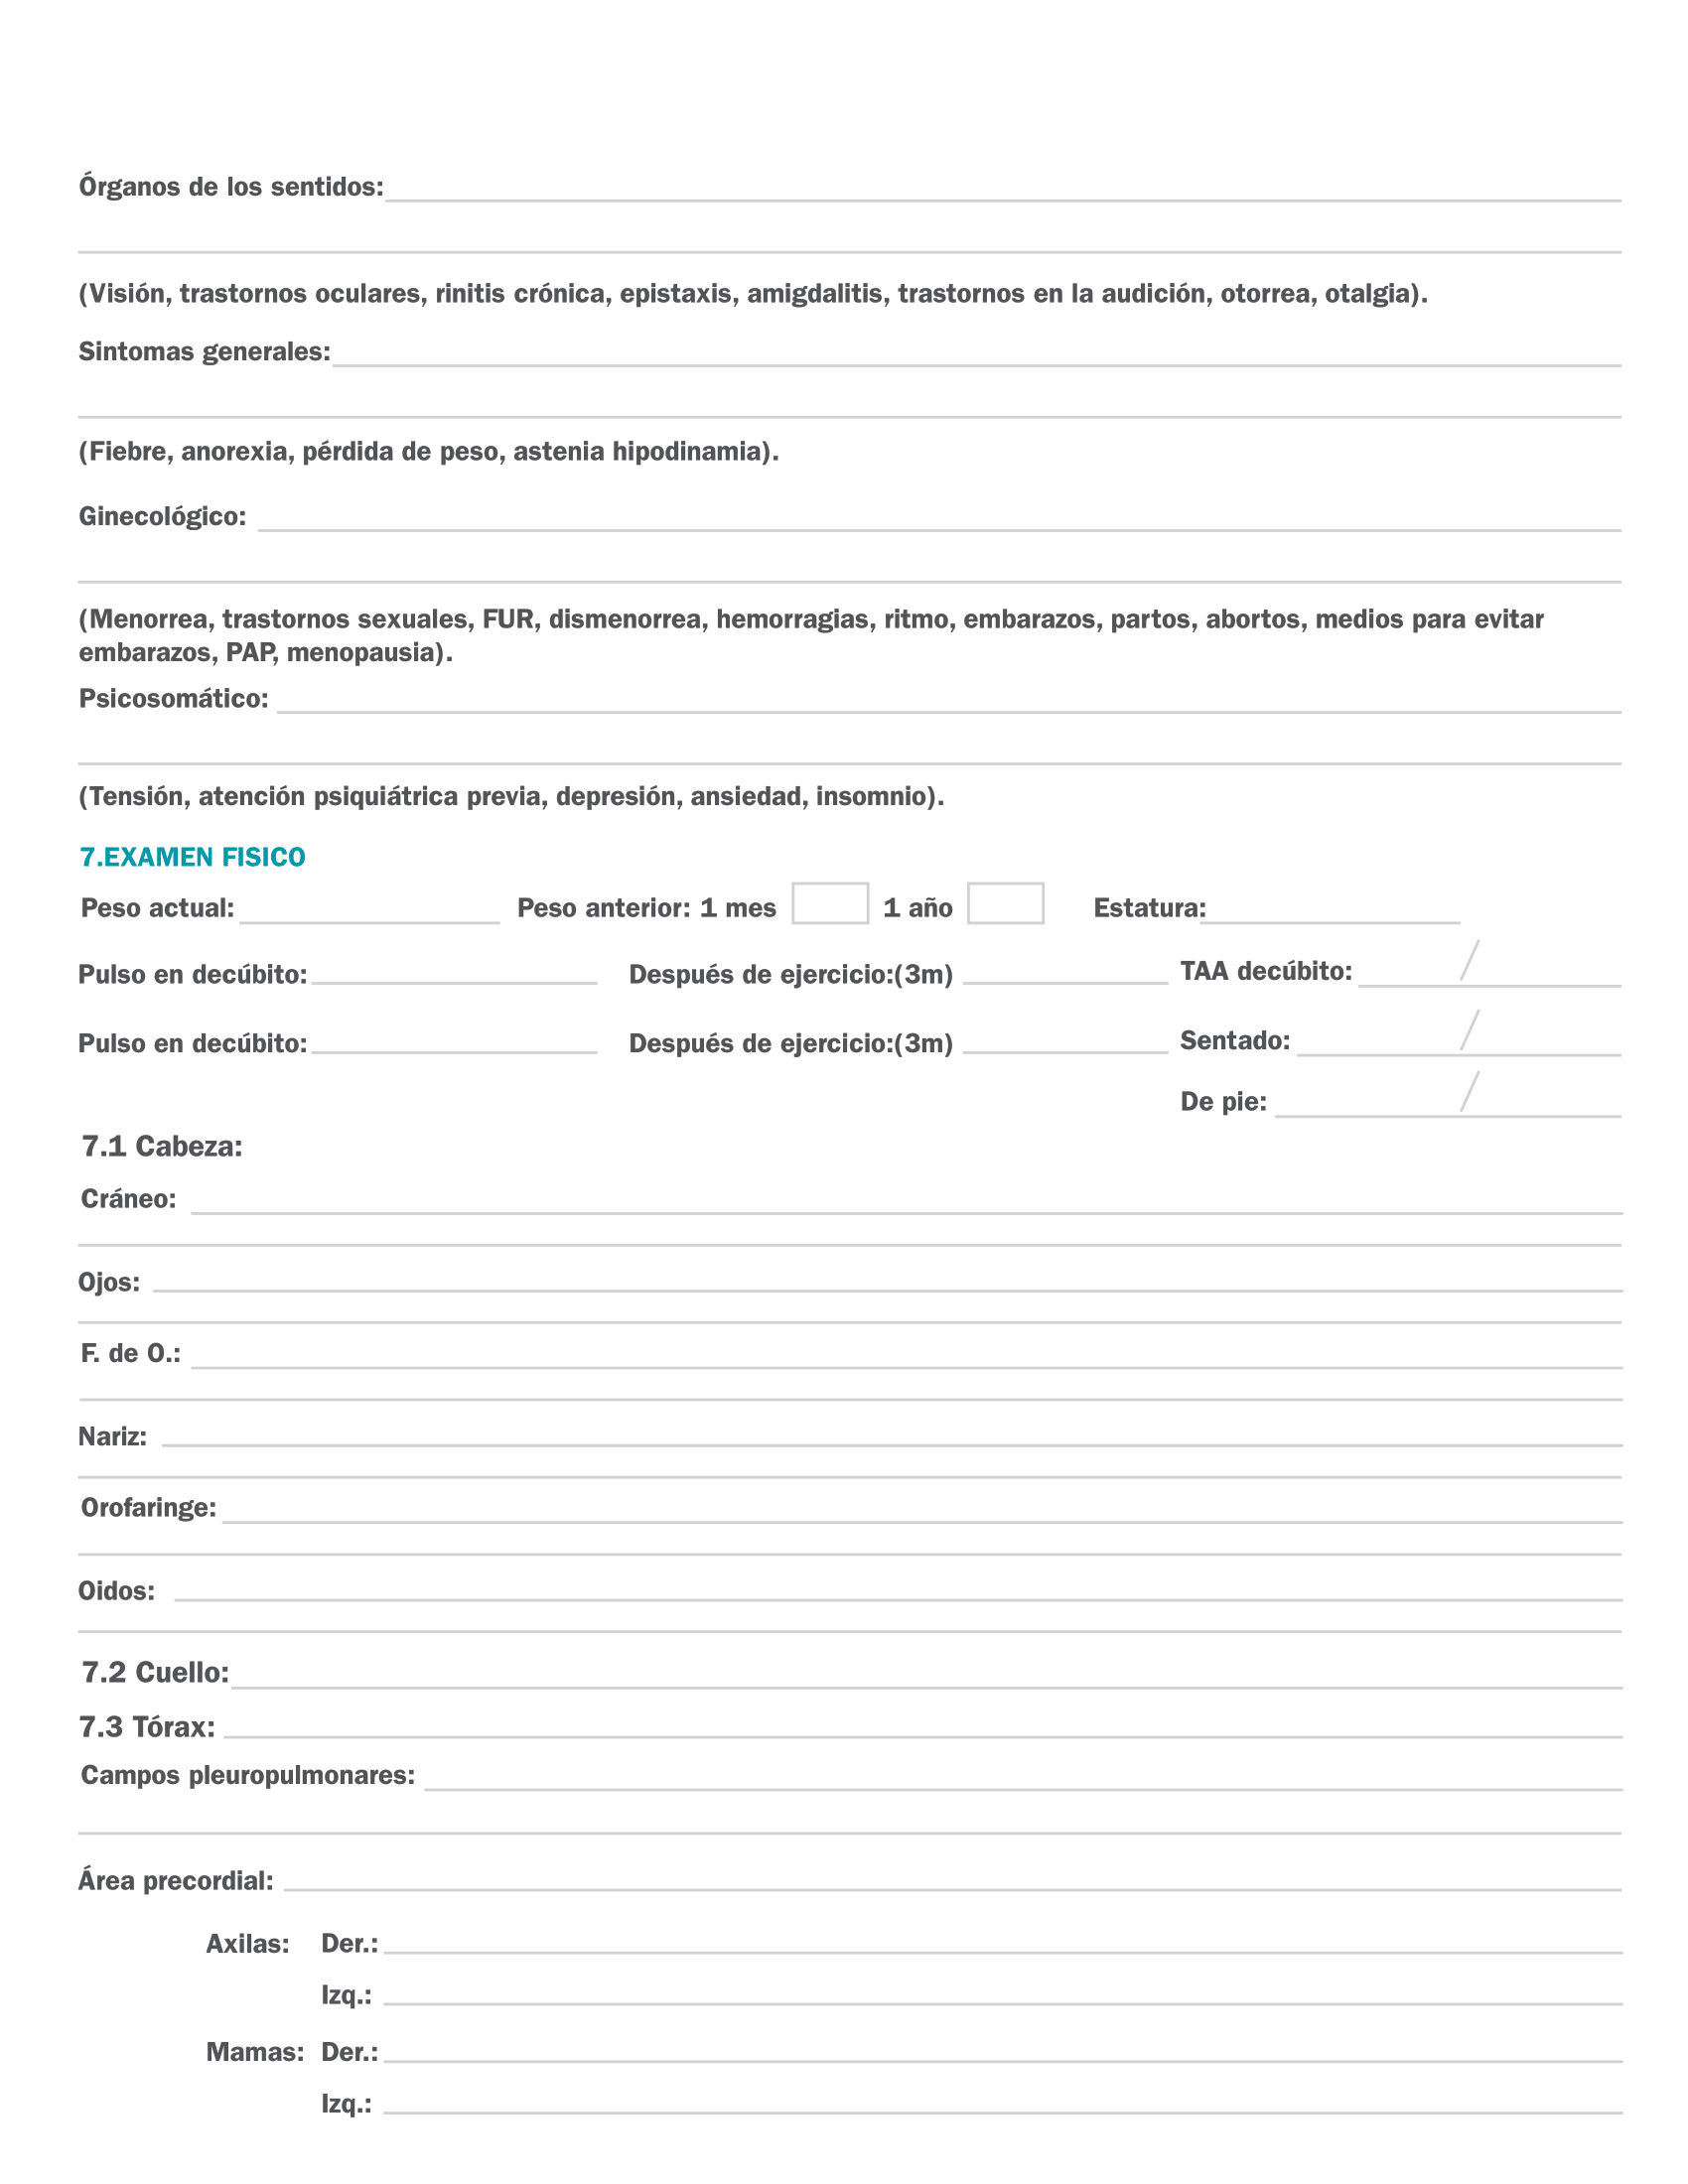 Órganos de los sentidos:
(Visión, trastornos oculares, rinitis crónica, epistaxis, amigdalitis, trastornos en la audición, otorrea, otalgia).
Sintomas generales:
(Fiebre, anorexia, pérdida de peso, astenia hipodinamia).
Ginecológico:
(Menorrea, trastornos sexuales, FUR, dismenorrea, hemorragias, ritmo, embarazos, partos, abortos, medios para evitar
embarazos, PAP, menopausia).
Psicosomático:
(Tensión, atención psiquiátrica previa, depresión, ansiedad, insomnio).
7.EXAMEN FISICO
Peso actual: Peso anterior: 1 mes 1 año Estatura:
Pulso en decúbito: Después de ejercicio:(3m) TAA decúbito: /
Pulso en decúbito: Después de ejercicio:(3m) Sentado: /
De pie: /
7.1 Cabeza:
Cráneo:
Ojos:
F. de O.:
Nariz:
Orofaringe:
Oidos:
7.2 Cuello:
7.3 Tórax:
Campos pleuropulmonares:
Área precordial:
Axilas: Der.:
Izq.:
Mamas: Der.:
Izq.: